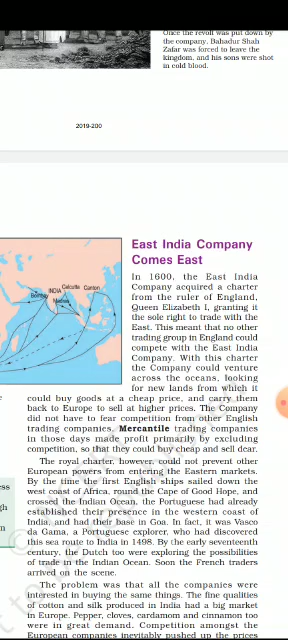 Once the revolt was put down by
the company, Bahadur Shah
Zafar was forced to leave the
kingdom, and his sons were shot
in cold blood.
2019-200
East India Company
Comes East
In 1600, the East India
Company acquired a charter
from the ruler of England,
Queen Elizabeth I, granting it
the sole right to trade with the
East. This meant that no other
trading group in England could
compete with the East India
Company. With this charter
the Company could venture
across the oceans, looking
for new lands from which it
could buy goods at a cheap price, and carry them
back to Europe to sell at higher prices. The Company
did not have to fear competition from other English
trading companies. Mercantile trading companies
in those days made profit primarily by excluding
competition, so that they could buy cheap and sell dear.
The royal charter, however, could not prevent other
European powers from entering the Eastern markets.
By the time the first English ships sailed down the
west coast of Africa, round the Cape of Good Hope, and
crossed the Indian Ocean, the Portuguese had already
established their presence in the western coast of
India, and had their base in Goa. In fact, it was Vasco
da Gama, a Portuguese explorer, who had discovered
this sea route to India in 1498. By the early seventeenth
century, the Dutch too were exploring the possibilities
of trade in the Indian Ocean. Soon the French traders
arrived on the scene.
The problem was that all the companies were
interested in buying the same things. The fine qualities
of cotton and silk produced in India had a big market
in Europe. Pepper, cloves, cardamom and cinnamon too
were in great demand. Competition amongst the
European companies inevitably pushed up the prices
INDIA
Calcutta
Canton
Bombay
Madras
ess
gh
m